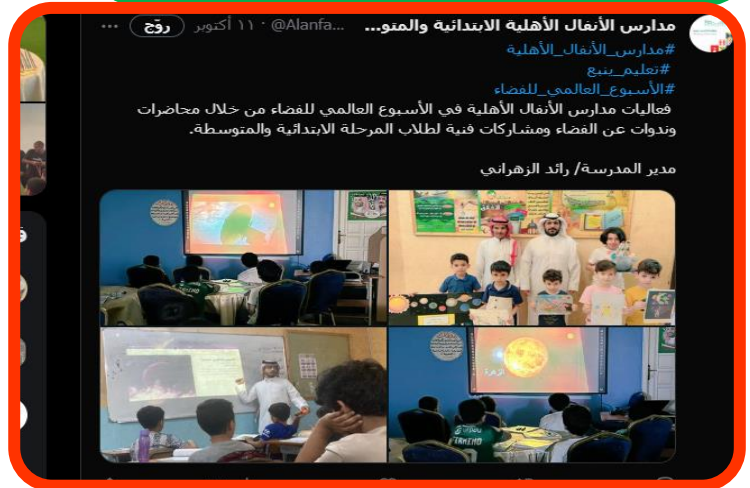 مدارس الأنفال الأهلية الابتدائية والمتو... @Alanfa... · ١١ أكتوبر روّج
#مدارس_الأنفال_الأهلية
#تعليم_ينبع
#الأسبوع_العالمي_للفضاء
فعاليات مدارس الأنفال الأهلية في الأسبوع العالمي للفضاء من خلال محاضرات
وندوات عن الفضاء ومشاركات فنية لطلاب المرحلة الابتدائية والمتوسطة.
مدير المدرسة/ رائد الزهراني